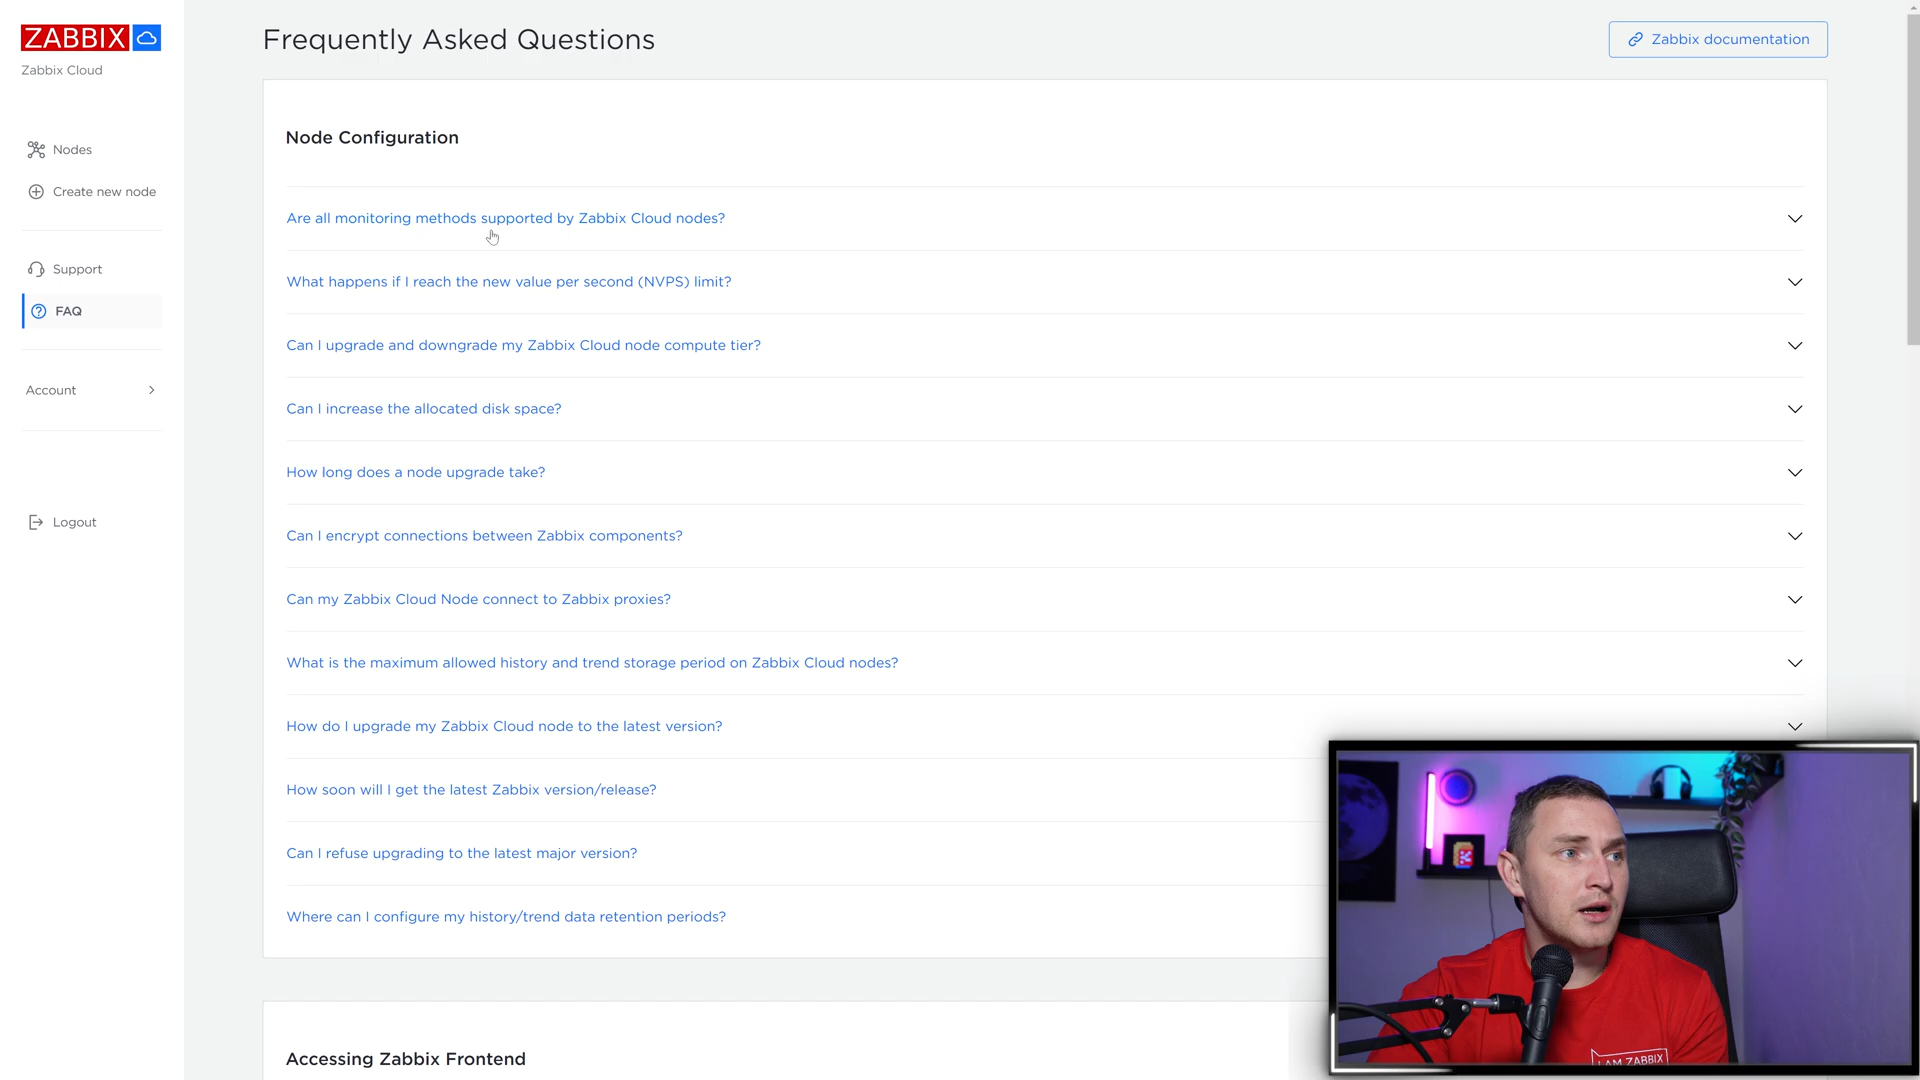 ZABBIX
Zabbix Cloud
Nodes
Create new node
Support
FAQ
Account
Logout
Frequently Asked Questions
Zabbix documentation
Node Configuration
Are all monitoring methods supported by Zabbix Cloud nodes?
What happens if I reach the new value per second (NVPS) limit?
Can I upgrade and downgrade my Zabbix Cloud node compute tier?
Can I increase the allocated disk space?
How long does a node upgrade take?
Can I encrypt connections between Zabbix components?
Can my Zabbix Cloud Node connect to Zabbix proxies?
What is the maximum allowed history and trend storage period on Zabbix Cloud nodes?
How do I upgrade my Zabbix Cloud node to the latest version?
How soon will I get the latest Zabbix version/release?
Can I refuse upgrading to the latest major version?
Where can I configure my history/trend data retention periods?
Accessing Zabbix Frontend
I AM ZABBIX